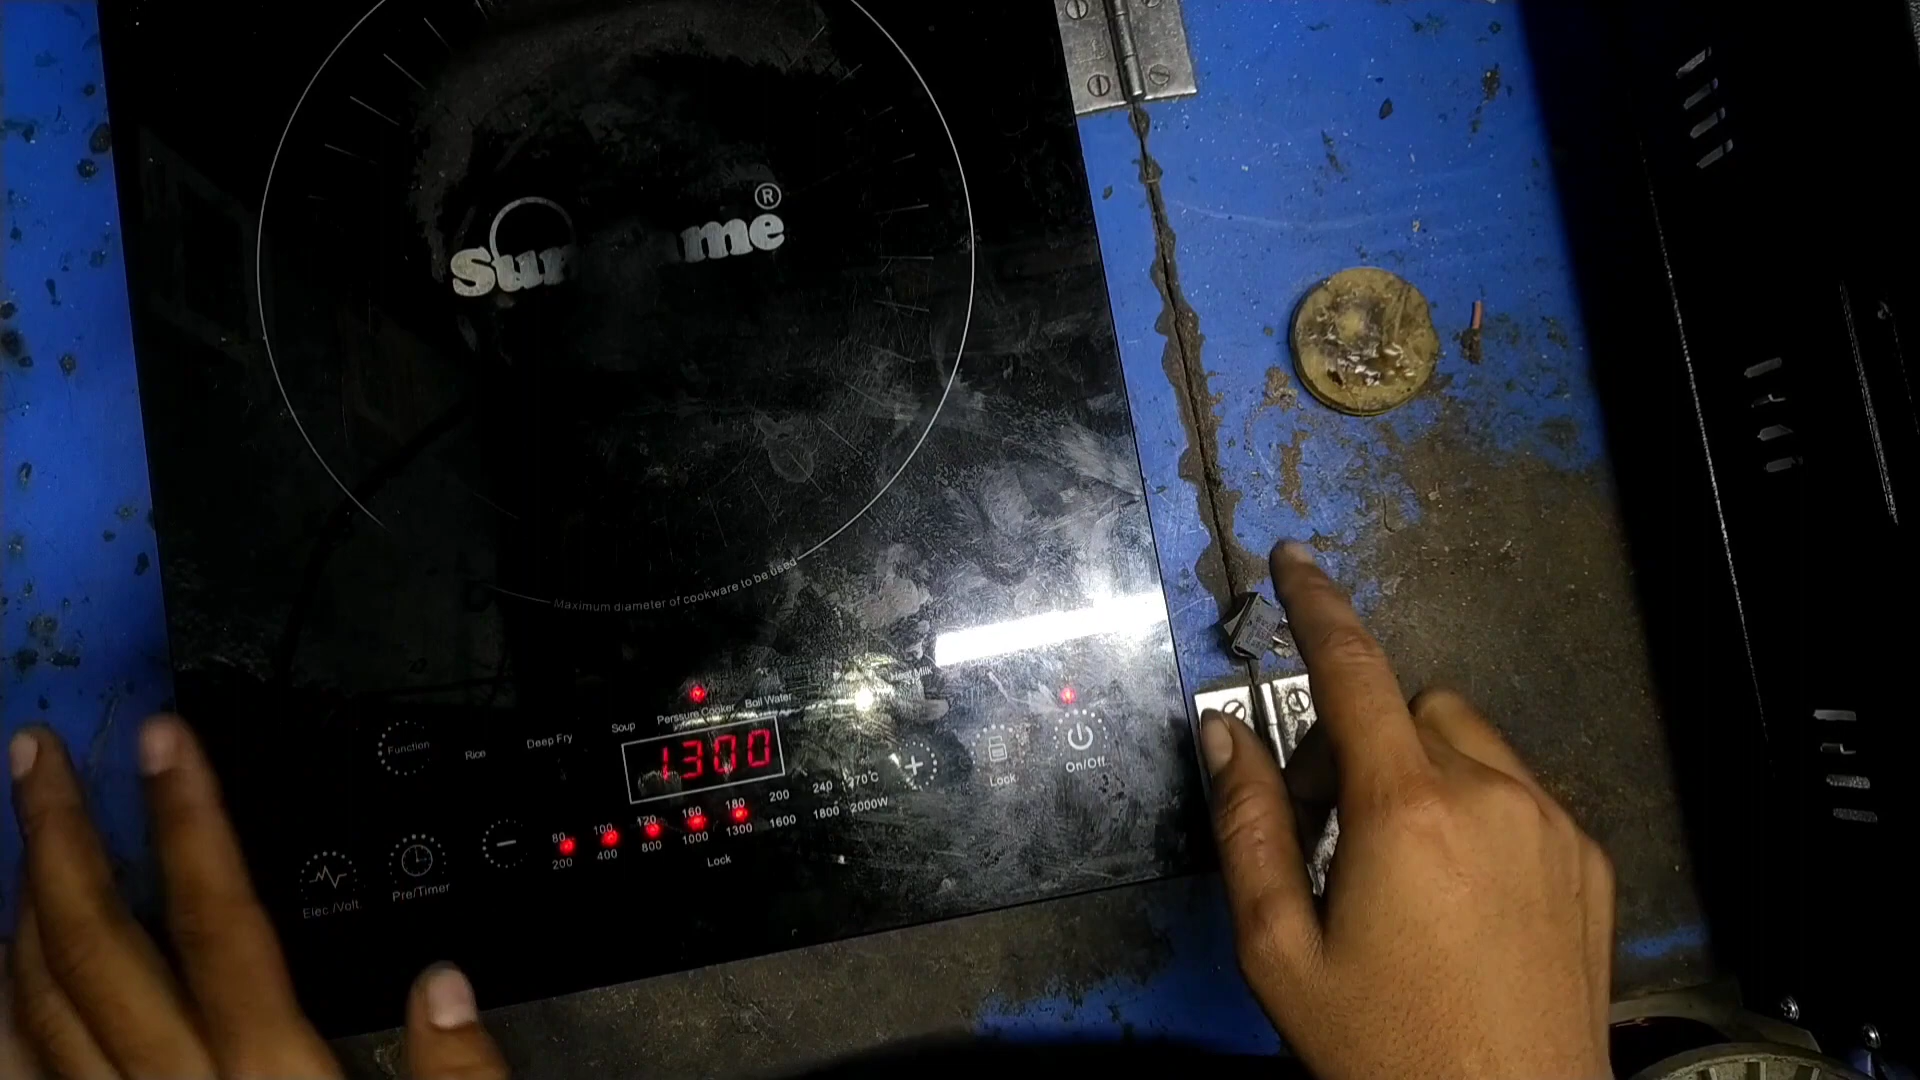 ®
Sun me
Maximum diameter of cookware to be used
Function
Rice
Deep Fry
Soup
Perssure Cooker
Boil Water
1300
Lock
On/Off
80 100 120 160 180 200 240 270°C
200 400 800 1000 1300 1600 1800 2000W
Lock
Elec /Volt.
Pre/Timer